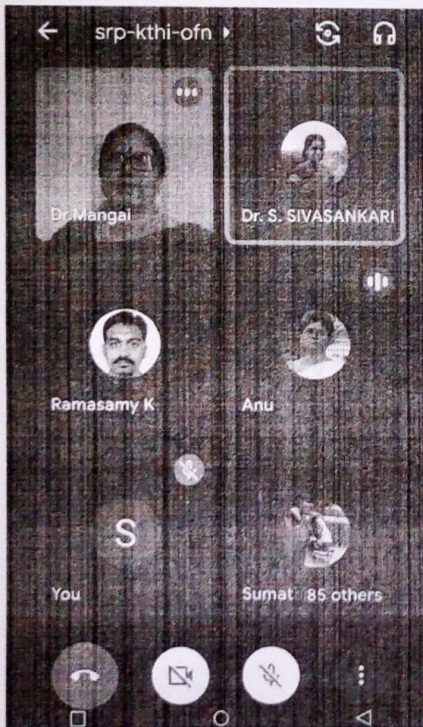 srp-kthi-ofn
Dr.Mangai
Dr. S. SIVASANKARI
Ramasamy K
Anu
S
You
Sumat 85 others